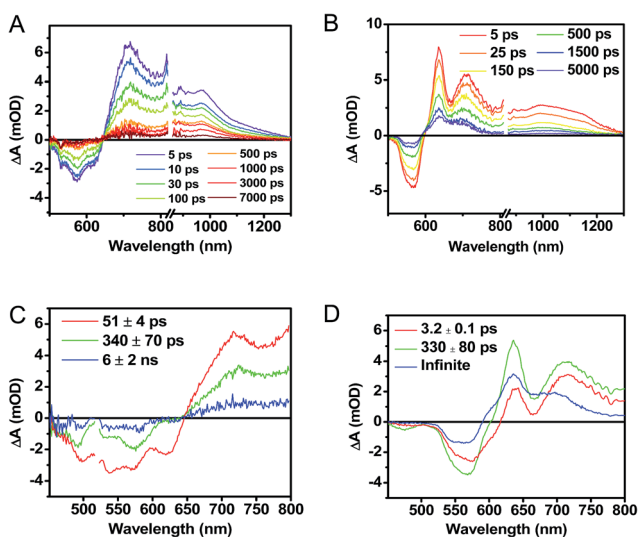 A
ΔA (mOD)
6
4
2
0
-2
-4
5 ps
10 ps
30 ps
100 ps
500 ps
1000 ps
3000 ps
7000 ps
600 800 1000 1200
Wavelength (nm)
B
ΔA (mOD)
10
5
0
-5
5 ps
25 ps
150 ps
500 ps
1500 ps
5000 ps
600 800 1000 1200
Wavelength (nm)
C
ΔA (mOD)
6
4
2
0
-2
-4
51 ± 4 ps
340 ± 70 ps
6 ± 2 ns
500 550 600 650 700 750 800
Wavelength (nm)
D
ΔA (mOD)
8
6
4
2
0
-2
-4
3.2 ± 0.1 ps
330 ± 80 ps
Infinite
500 550 600 650 700 750 800
Wavelength (nm)